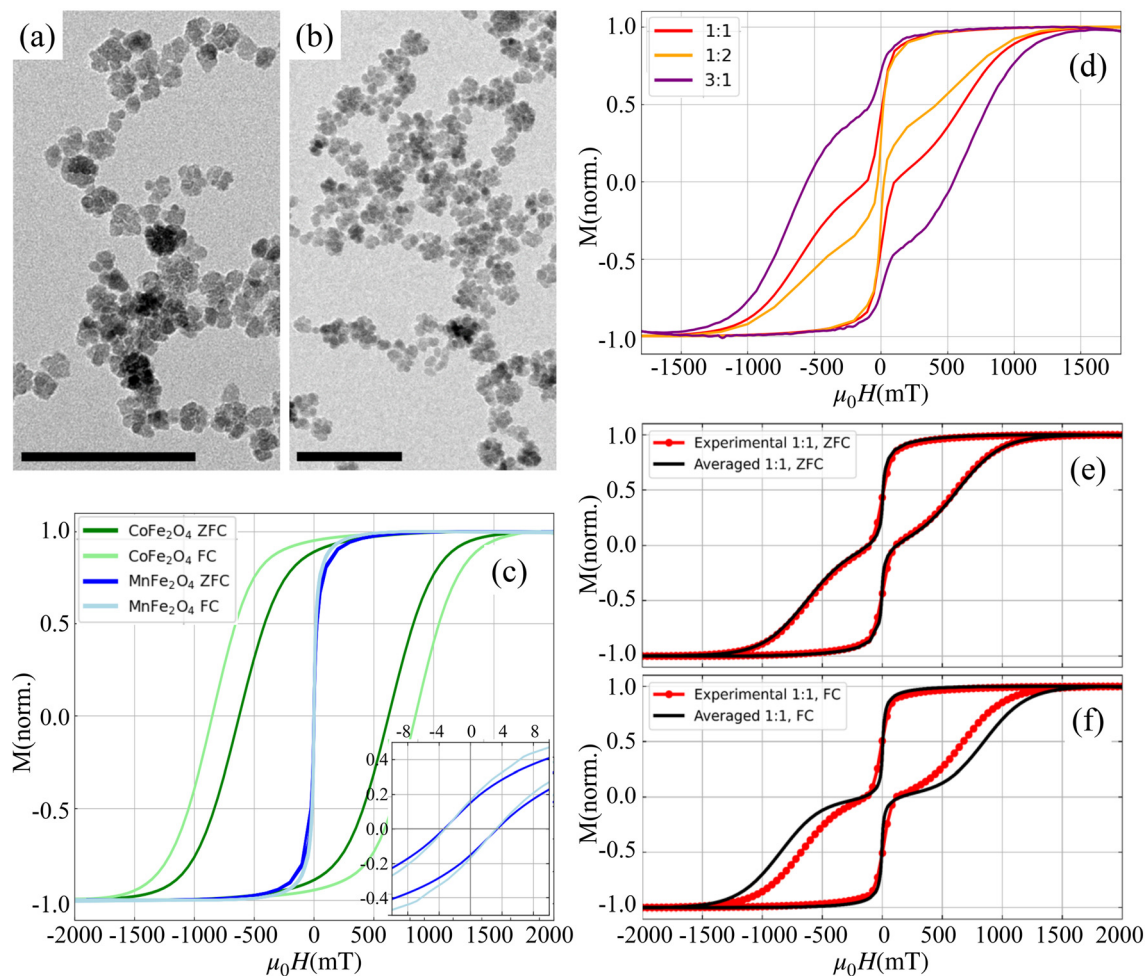 (a)
(b)
(d)
1:1
1:2
3:1
M(norm.)
1.0
0.5
0.0
-0.5
-1.0
-1500 -1000 -500 0 500 1000 1500
μ₀H(mT)
(c)
CoFe₂O₄ ZFC
CoFe₂O₄ FC
MnFe₂O₄ ZFC
MnFe₂O₄ FC
M(norm.)
1.0
0.5
0.0
-0.5
-1.0
-8 -4 0 4 8
0.4
0.2
0.0
-0.2
-0.4
-2000 -1500 -1000 -500 0 500 1000 1500 2000
μ₀H(mT)
(e)
Experimental 1:1, ZFC
Averaged 1:1, ZFC
M(norm.)
1.0
0.5
0.0
-0.5
-1.0
(f)
Experimental 1:1, FC
Averaged 1:1, FC
M(norm.)
1.0
0.5
0.0
-0.5
-1.0
-2000 -1500 -1000 -500 0 500 1000 1500 2000
μ₀H(mT)